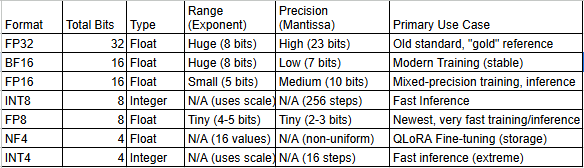 Format Total Bits Type Range (Exponent) Precision (Mantissa) Primary Use Case
FP32 32 Float Huge (8 bits) High (23 bits) Old standard, "gold" reference
BF16 16 Float Huge (8 bits) Low (7 bits) Modern Training (stable)
FP16 16 Float Small (5 bits) Medium (10 bits) Mixed-precision training, inference
INT8 8 Integer N/A (uses scale) N/A (256 steps) Fast Inference
FP8 8 Float Tiny (4-5 bits) Tiny (2-3 bits) Newest, very fast training/inference
NF4 4 Float N/A (16 values) N/A (non-uniform) QLoRA Fine-tuning (storage)
INT4 4 Integer N/A (uses scale) N/A (16 steps) Fast inference (extreme)